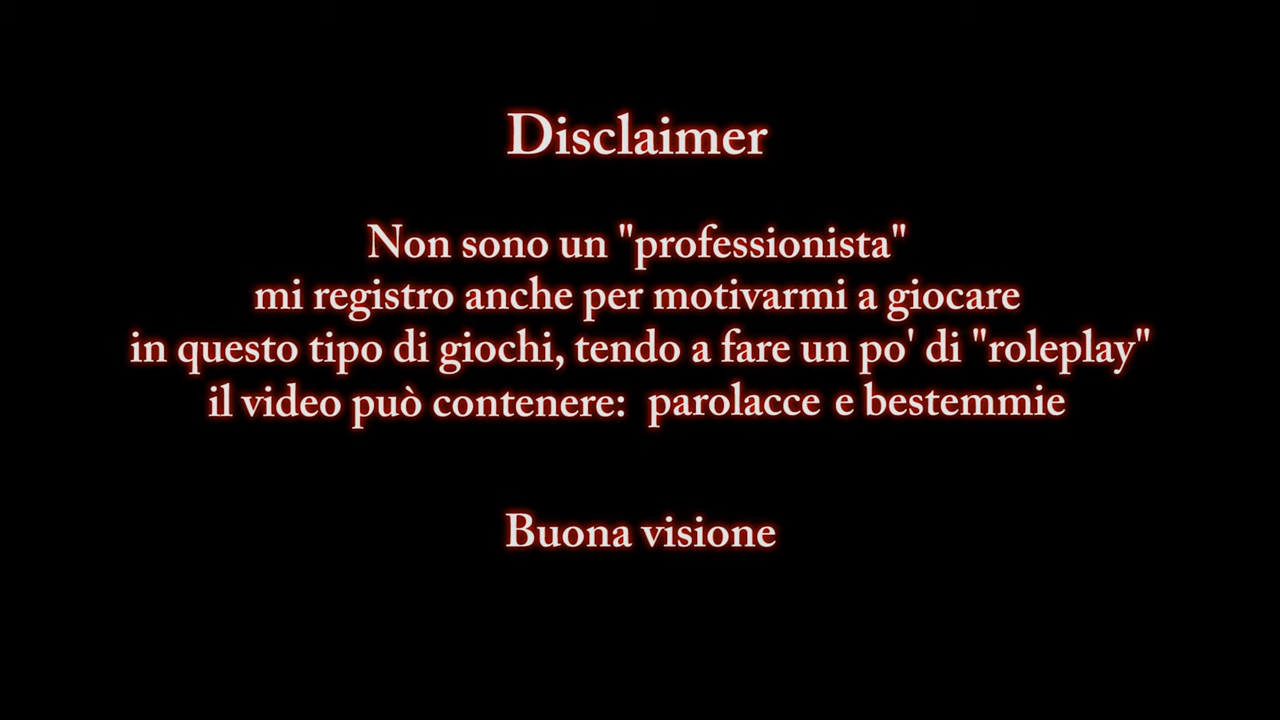 Disclaimer
Non sono un "professionista"
mi registro anche per motivarmi a giocare
in questo tipo di giochi, tendo a fare un po' di "roleplay"
il video può contenere: parolacce e bestemmie
Buona visione